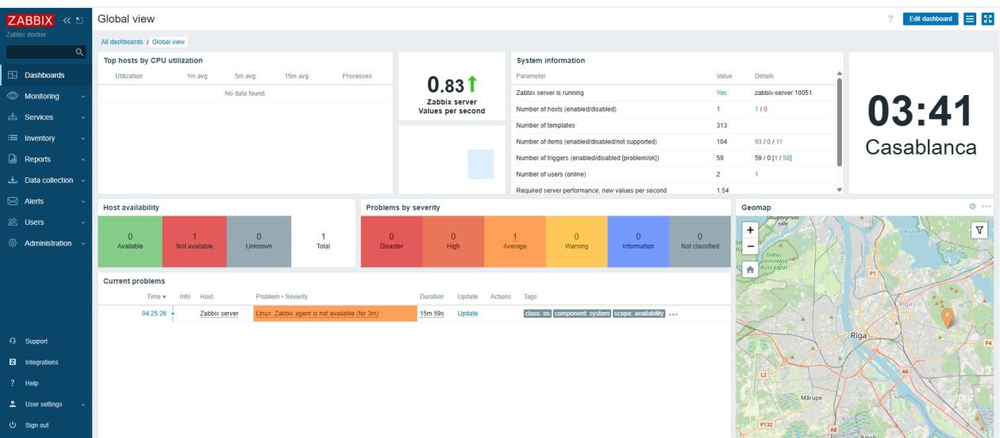 ZABBIX
Zabbix docker
Dashboards
Monitoring
Services
Inventory
Reports
Data collection
Alerts
Users
Administration
Support
Integrations
Help
User settings
Sign out
Global view
? Edit dashboard
All dashboards / Global view
Top hosts by CPU utilization
Utilization 1m avg 5m avg 15m avg Processes
No data found.
0.83
Zabbix server
Values per second
System information
Parameter Value Details
Zabbix server is running Yes zabbix-server:10051
Number of hosts (enabled/disabled) 1 1 / 0
Number of templates 313
Number of items (enabled/disabled/not supported) 104 93 / 0 / 11
Number of triggers (enabled/disabled [problem/ok]) 59 59 / 0 [1 / 58]
Number of users (online) 2 1
Required server performance, new values per second 1.54
03:41
Casablanca
Host availability
0 Available
1 Not available
0 Unknown
1 Total
Problems by severity
0 Disaster
0 High
1 Average
0 Warning
0 Information
0 Not classified
Current problems
Time Info Host Problem • Severity Duration Update Actions Tags
04:25:26 Zabbix server Linux: Zabbix agent is not available (for 3m) 15m 59s Update class: os component: system scope: availability
Geomap
+
−
Daugavgrīvas
sala
Ķīšezers
Dabas
piemineklis
"Buļļu kāpas"
P1
Rīga
Rīga
P4
L2
A6
Mārupe
P132
A8
Baloži